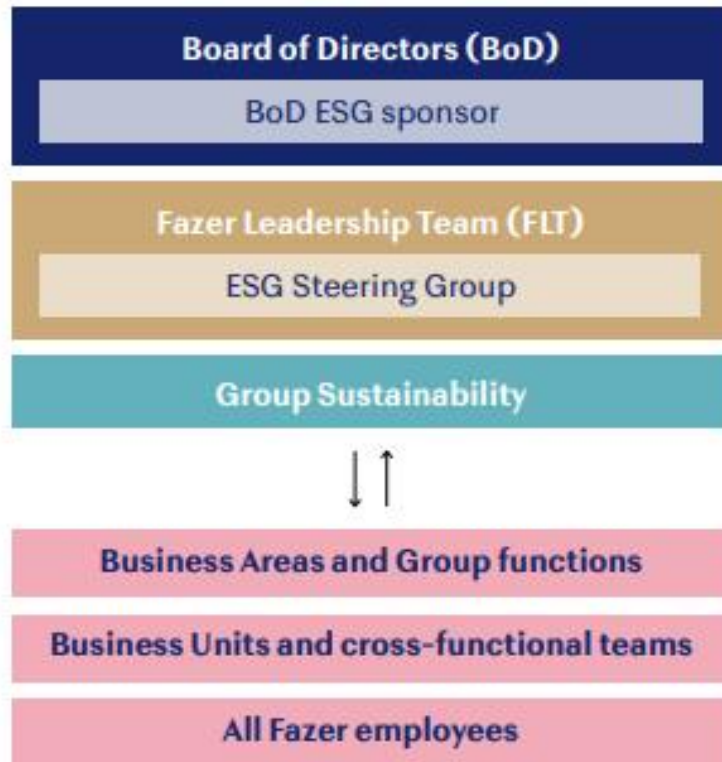 Board of Directors (BoD)
BoD ESG sponsor
Fazer Leadership Team (FLT)
ESG Steering Group
Group Sustainability
Business Areas and Group functions
Business Units and cross-functional teams
All Fazer employees